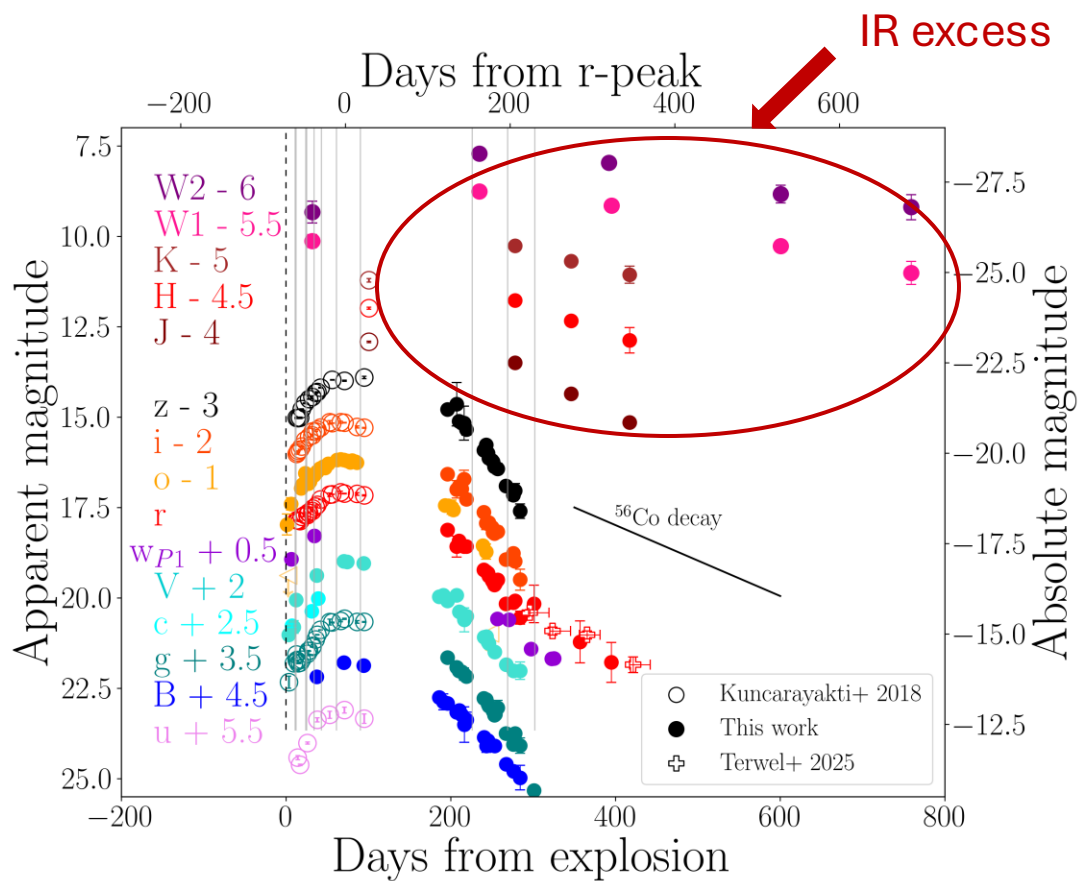 IR excess
Days from r-peak
−200 0 200 400 600
7.5
10.0
12.5
15.0
17.5
20.0
22.5
25.0
Apparent magnitude
W2 - 6
W1 - 5.5
K - 5
H - 4.5
J - 4
z - 3
i - 2
o - 1
r
wP1 + 0.5
V + 2
c + 2.5
g + 3.5
B + 4.5
u + 5.5
56Co decay
Kuncarayakti+ 2018
This work
Terwel+ 2025
−27.5
−25.0
−22.5
−20.0
−17.5
−15.0
−12.5
Absolute magnitude
−200 0 200 400 600 800
Days from explosion